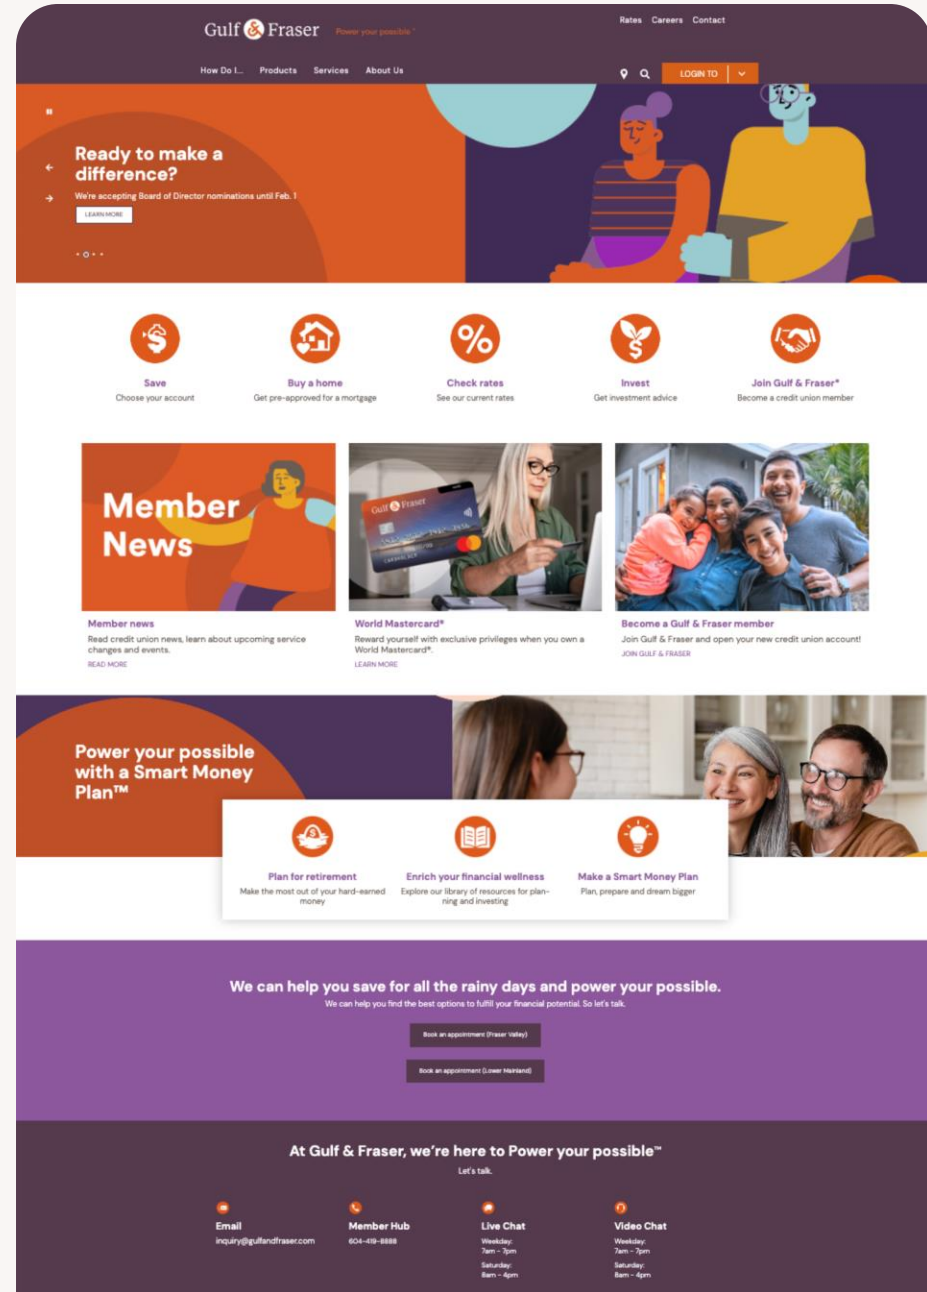 Gulf & Fraser Power your possible™
Rates Careers Contact
How Do I... Products Services About Us
LOGIN TO
Ready to make a
difference?
We're accepting Board of Director nominations until Feb. 1
LEARN MORE
Save
Choose your account
Buy a home
Get pre-approved for a mortgage
Check rates
See our current rates
Invest
Get investment advice
Join Gulf & Fraser*
Become a credit union member
Member
News
Gulf & Fraser
Member news
Read credit union news, learn about upcoming service
changes and events.
READ MORE
World Mastercard®
Reward yourself with exclusive privileges when you own a
World Mastercard®.
LEARN MORE
Become a Gulf & Fraser member
Join Gulf & Fraser and open your new credit union account!
JOIN GULF & FRASER
Power your possible
with a Smart Money
Plan™
Plan for retirement
Make the most out of your hard-earned
money
Enrich your financial wellness
Explore our library of resources for plan-
ning and investing
Make a Smart Money Plan
Plan, prepare and dream bigger
We can help you save for all the rainy days and power your possible.
We can help you find the best options to fulfill your financial potential. So let's talk.
Book an appointment (Fraser Valley)
Book an appointment (Lower Mainland)
At Gulf & Fraser, we're here to Power your possible™
Let's talk.
Email
inquiry@gulfandfraser.com
Member Hub
604-419-8888
Live Chat
Weekday:
7am - 7pm
Saturday:
8am - 4pm
Video Chat
Weekday:
7am - 7pm
Saturday:
8am - 4pm